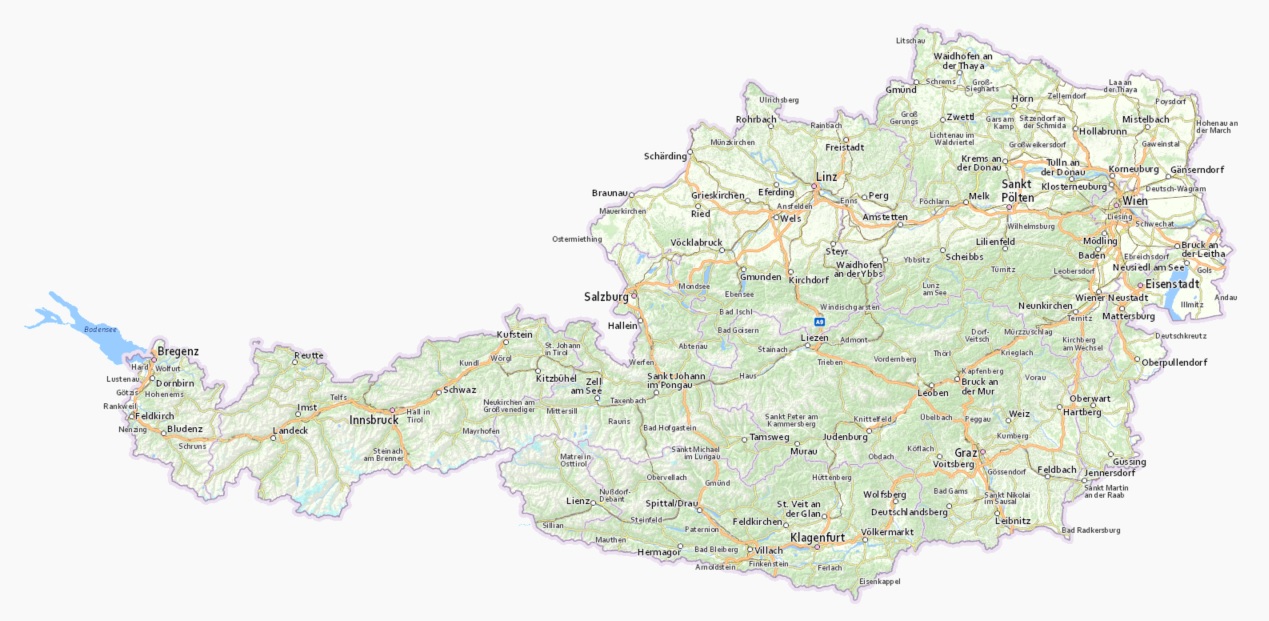 Litschau
Waidhofen an
der Thaya
Schrems
Groß-
Siegharts
Gmünd
Laa an
der Thaya
Zellerndorf
Poysdorf
Ulrichsberg
Horn
Rohrbach
Rainbach
Groß
Gerungs
Zwettl
Gars am
Kamp
Sitzendorf an
der Schmida
Hollabrunn
Mistelbach
Hohenau an
der March
Münzkirchen
Freistadt
Lichtenau im
Waldviertel
Großweikersdorf
Gaweinstal
Schärding
Krems an
der Donau
Tulln an
der Donau
Korneuburg
Gänserndorf
Linz
Sankt
Pölten
Klosterneuburg
Deutsch-Wagram
Braunau
Grieskirchen
Eferding
Perg
Melk
Wien
Mauerkirchen
Ried
Ansfelden
Enns
Pöchlarn
Wels
Amstetten
Liesing
Schwechat
Wilhelmsburg
Ostermiething
Vöcklabruck
Steyr
Lilienfeld
Mödling
Bruck an
der Leitha
Scheibbs
Baden
Ebreichsdorf
Ybbsitz
Waidhofen
an der Ybbs
Türnitz
Leobersdorf
Neusiedl am See
Gols
Gmunden
Kirchdorf
Mondsee
Lunz
am See
Eisenstadt
Salzburg
Ebensee
Wiener Neustadt
Andau
Illmitz
Windischgarsten
Neunkirchen
Bad Ischl
Ternitz
Mattersburg
Bodensee
Hallein
A9
Bad Goisern
Kufstein
Liezen
Admont
Dörf-
Veitsch
Mürzzuschlag
Deutschkreutz
Bregenz
Reutte
St. Johann
in Tirol
Abtenau
Stainach
Kirchberg
am Wechsel
Hard
Wolfurt
Kundl
Wörgl
Werfen
Trieben
Vordernberg
Thörl
Krieglach
Oberpullendorf
Lustenau
Dornbirn
Kitzbühel
Zell
am See
Sankt Johann
im Pongau
Haus
Kapfenberg
Vorau
Götzis
Hohenems
Imst
Telfs
Schwaz
Bruck an
der Mur
Leoben
Oberwart
Rankweil
Feldkirch
Hall in
Tirol
Neukirchen am
Großvenediger
Mittersill
Taxenbach
Hartberg
Innsbruck
Rauris
Sankt Peter am
Kammersberg
Knittelfeld
Übelbach
Peggau
Weiz
Nenzing
Bludenz
Landeck
Mayrhofen
Bad Hofgastein
Tamsweg
Judenburg
Kumberg
Schruns
Steinach
am Brenner
Matrei in
Osttirol
Sankt Michael
im Lungau
Murau
Obdach
Köflach
Graz
Voitsberg
Güssing
Obervellach
Gmünd
Hüttenberg
Gössendorf
Feldbach
Jennersdorf
Sankt Martin
an der Raab
Lienz
Nußdorf-
Debant
Spittal/Drau
St. Veit an
der Glan
Wolfsberg
Bad Gams
Sankt Nikolai
im Sausal
Deutschlandsberg
Sillian
Steinfeld
Feldkirchen
Leibnitz
Paternion
Völkermarkt
Bad Radkersburg
Mauthen
Klagenfurt
Hermagor
Bad Bleiberg
Villach
Arnoldstein
Finkenstein
Ferlach
Eisenkappel